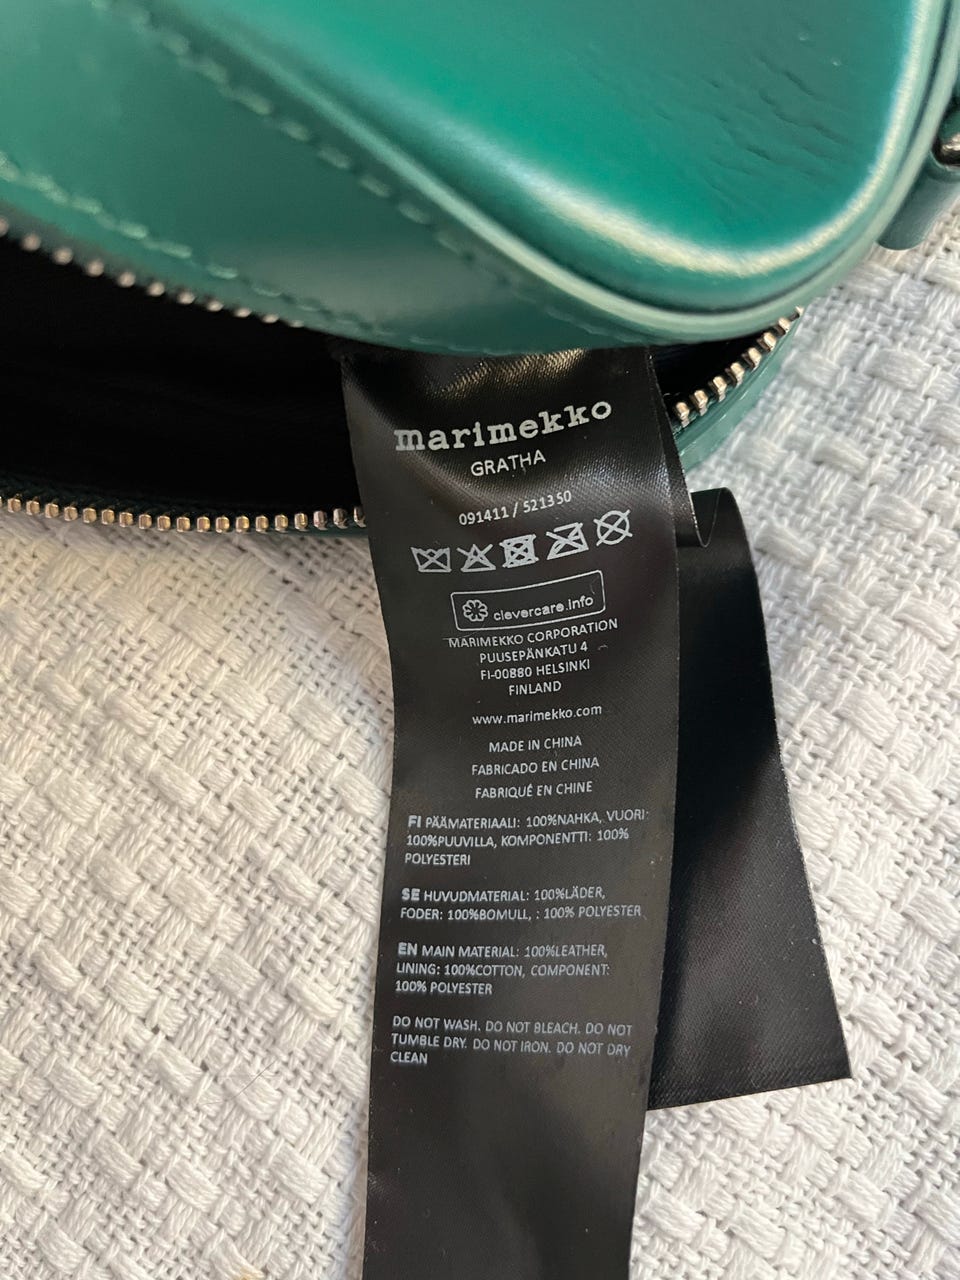 marimekko
GRATHA
091411 / 521350
clevercare.info
MARIMEKKO CORPORATION
PUUSEPÄNKATU 4
FI-00880 HELSINKI
FINLAND
www.marimekko.com
MADE IN CHINA
FABRICADO EN CHINA
FABRIQUÉ EN CHINE
FI PÄÄMATERIAALI: 100%NAHKA, VUORI:
100%PUUVILLA, KOMPONENTTI: 100%
POLYESTERI
SE HUVUDMATERIAL: 100%LÄDER,
FODER: 100%BOMULL, : 100% POLYESTER
EN MAIN MATERIAL: 100%LEATHER,
LINING: 100%COTTON, COMPONENT:
100% POLYESTER
DO NOT WASH. DO NOT BLEACH. DO NOT
TUMBLE DRY. DO NOT IRON. DO NOT DRY
CLEAN